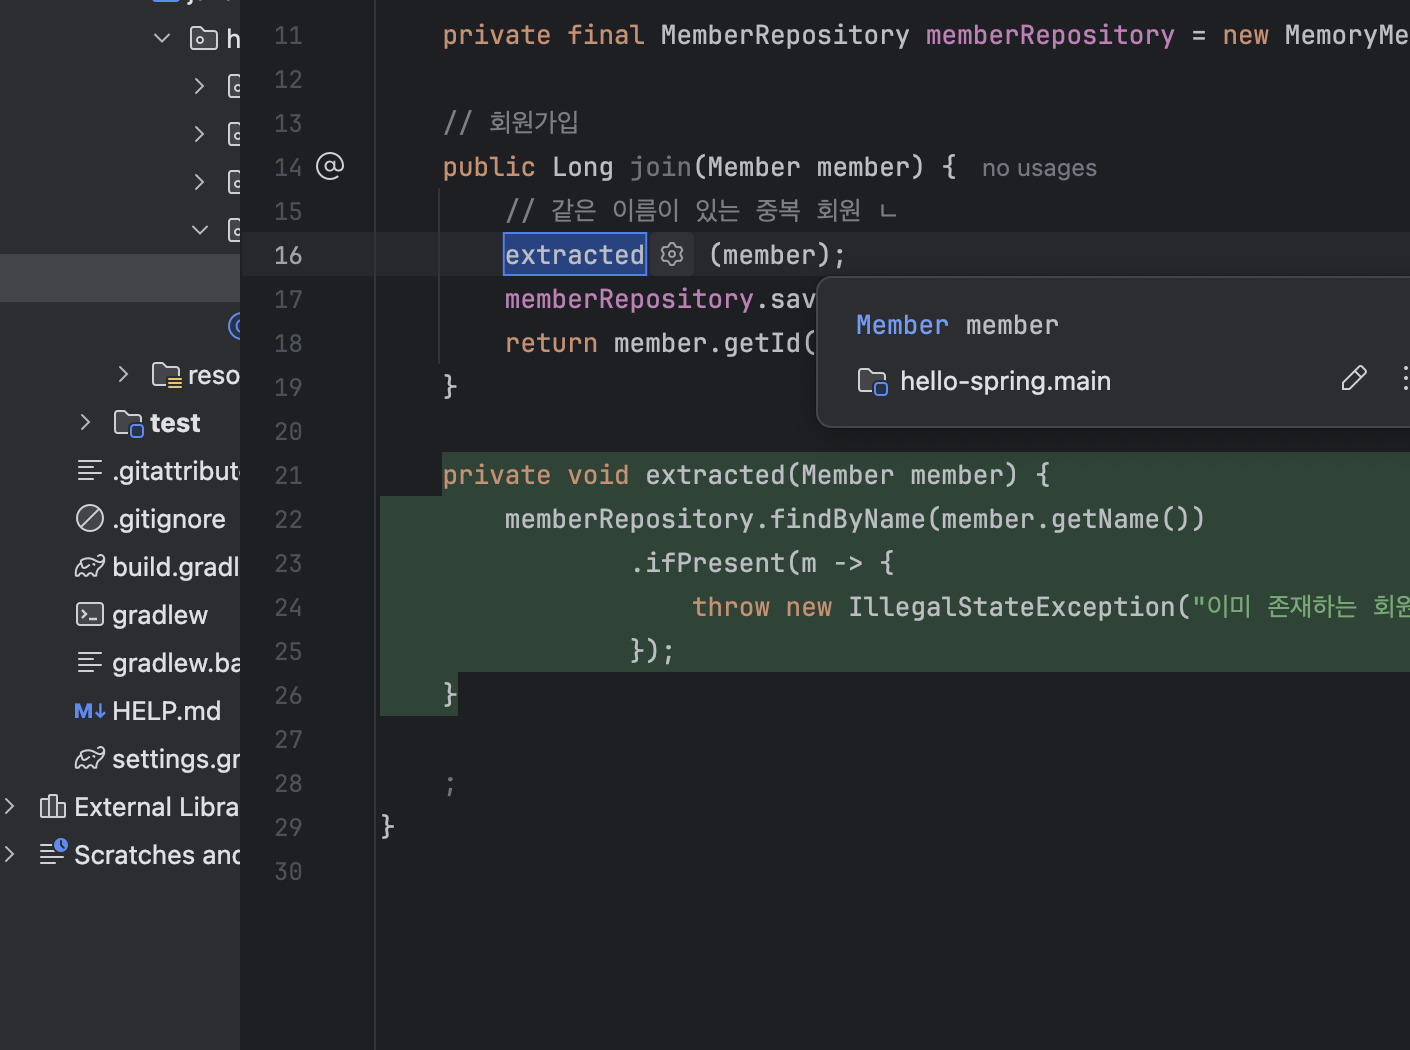 h
reso
test
.gitattribut
.gitignore
build.gradl
gradlew
gradlew.ba
M↓ HELP.md
settings.gr
External Libra
Scratches and
11 private final MemberRepository memberRepository = new MemoryMe
12
13 // 회원가입
14 @ public Long join(Member member) { no usages
15 // 같은 이름이 있는 중복 회원 ㄴ
16 extracted (member);
17 memberRepository.sav
18 return member.getId(
19 }
20
21 private void extracted(Member member) {
22 memberRepository.findByName(member.getName())
23 .ifPresent(m -> {
24 throw new IllegalStateException("이미 존재하는 회원
25 });
26 }
27
28 ;
29 }
30
Member member
hello-spring.main